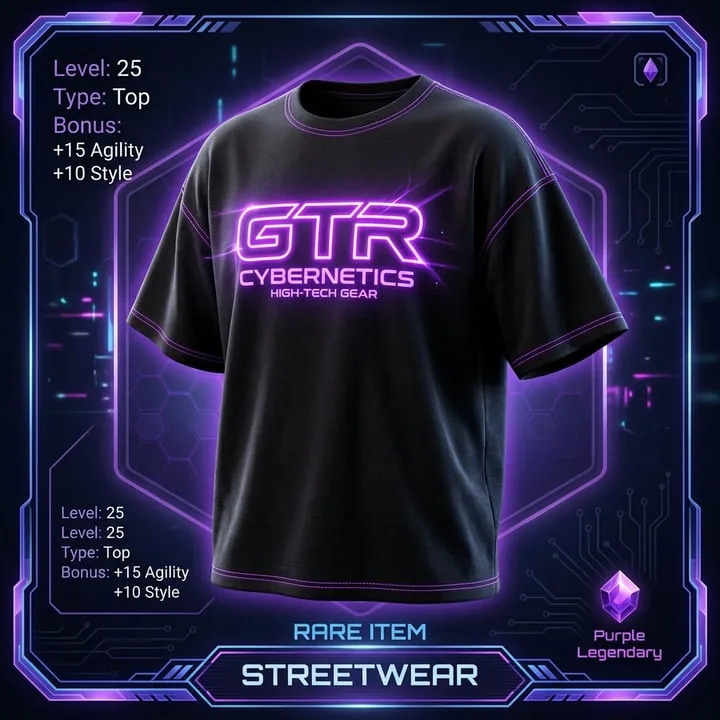 Level: 25
Type: Top
Bonus:
+15 Agility
+10 Style
GTR
CYBERNETICS
HIGH-TECH GEAR
Level: 25
Level: 25
Type: Top
Bonus: +15 Agility
+10 Style
RARE ITEM
STREETWEAR
Purple
Legendary